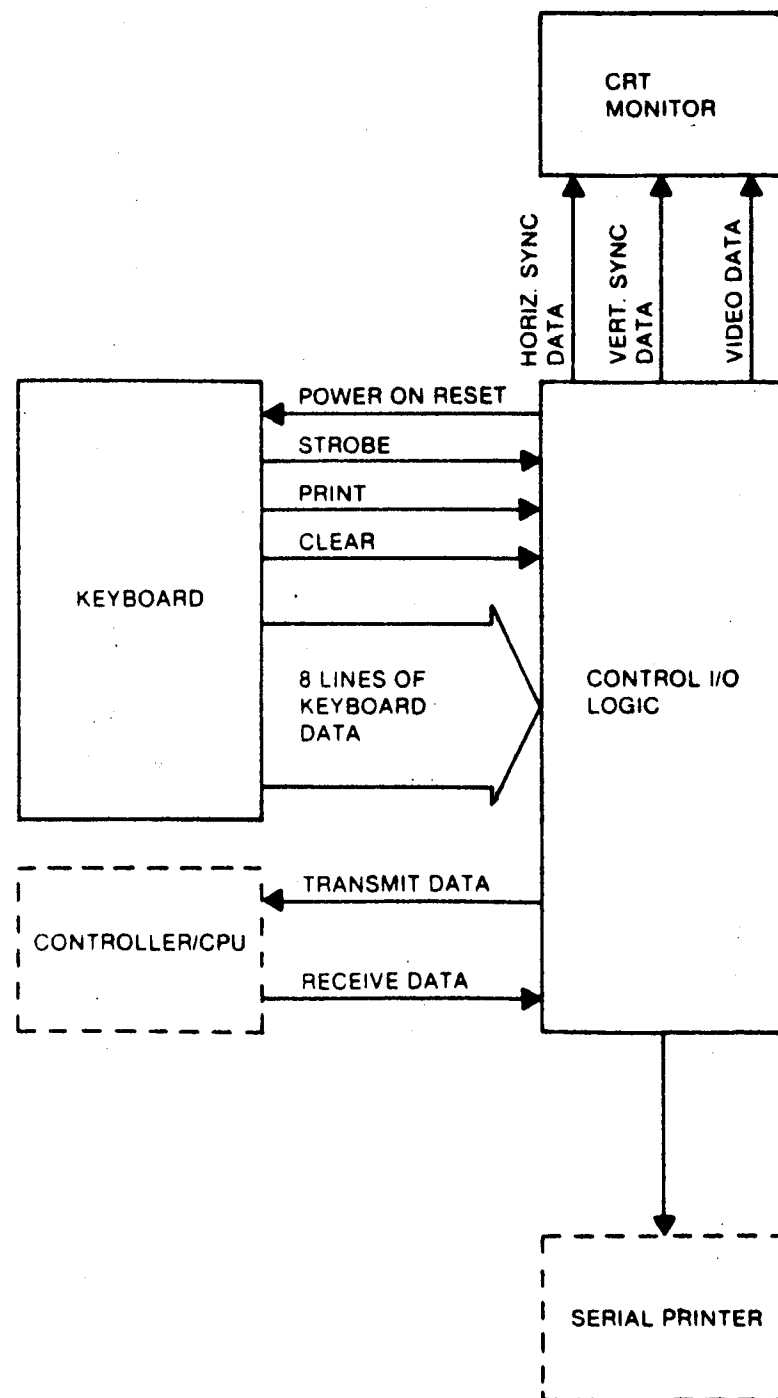 CRT
MONITOR
HORIZ. SYNC
DATA
VERT. SYNC
DATA
VIDEO DATA
POWER ON RESET
STROBE
PRINT
CLEAR
KEYBOARD
8 LINES OF
KEYBOARD
DATA
CONTROL I/O
LOGIC
TRANSMIT DATA
CONTROLLER/CPU
RECEIVE DATA
SERIAL PRINTER